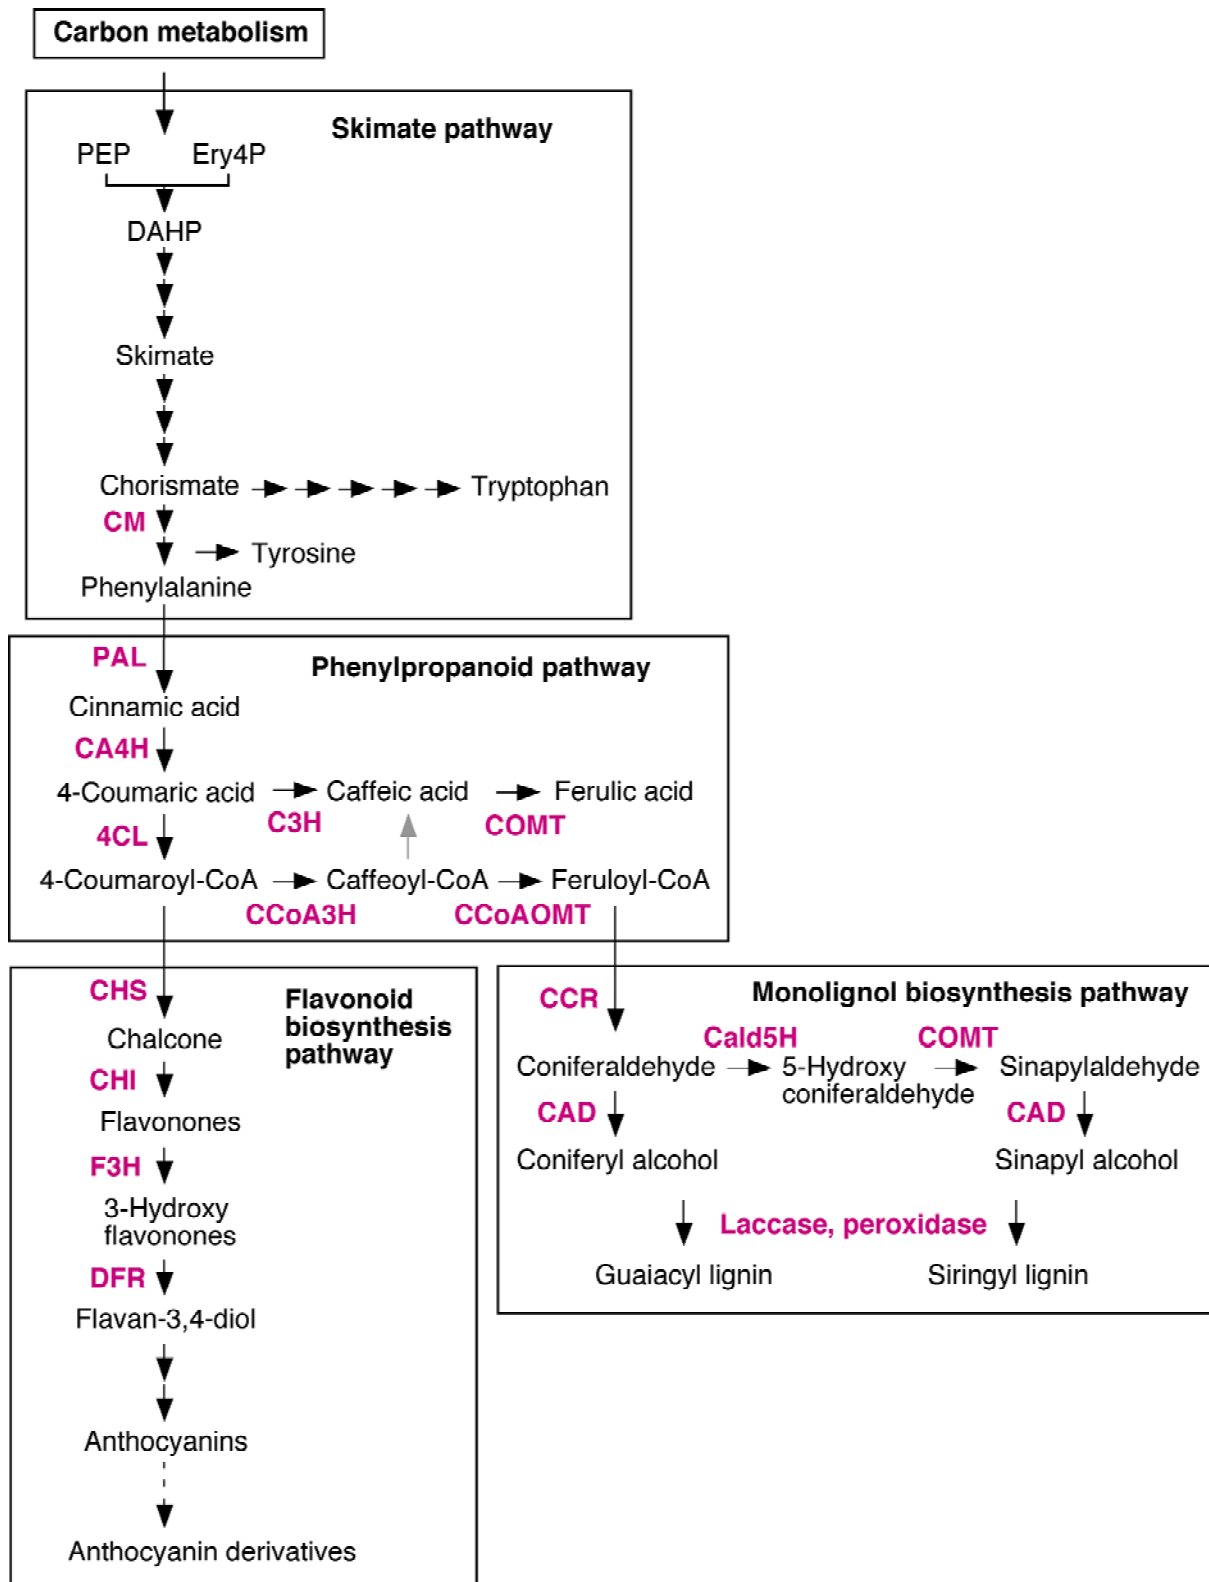 Carbon metabolism
Skimate pathway
PEP Ery4P
DAHP
Skimate
Chorismate Tryptophan
CM
Tyrosine
Phenylalanine
PAL
Phenylpropanoid pathway
Cinnamic acid
CA4H
4-Coumaric acid Caffeic acid Ferulic acid
C3H COMT
4CL
4-Coumaroyl-CoA Caffeoyl-CoA Feruloyl-CoA
CCoA3H CCoAOMT
CHS
Flavonoid
biosynthesis
pathway
Chalcone
CHI
Flavonones
F3H
3-Hydroxy
flavonones
DFR
Flavan-3,4-diol
Anthocyanins
Anthocyanin derivatives
CCR
Monolignol biosynthesis pathway
Cald5H COMT
Coniferaldehyde 5-Hydroxy Sinapylaldehyde
coniferaldehyde
CAD CAD
Coniferyl alcohol Sinapyl alcohol
Laccase, peroxidase
Guaiacyl lignin Siringyl lignin